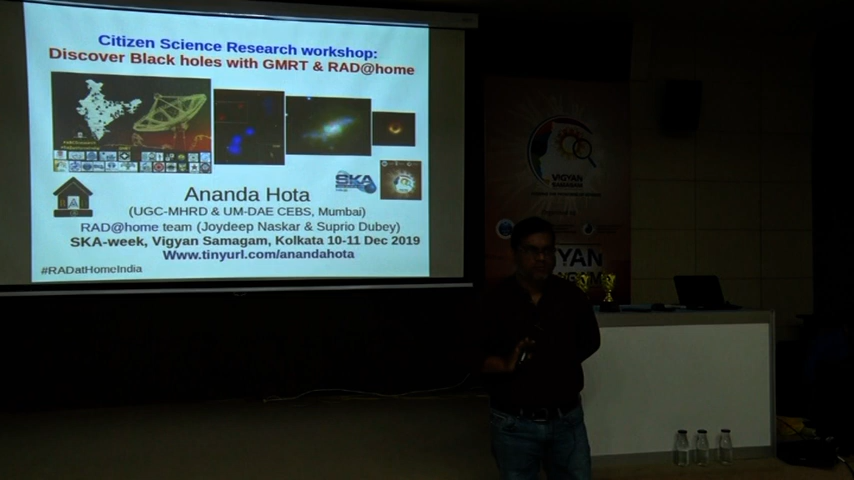 Citizen Science Research workshop:
Discover Black holes with GMRT & RAD@home
SKA
Ananda Hota
(UGC-MHRD & UM-DAE CEBS, Mumbai)
RAD@home team (Joydeep Naskar & Suprio Dubey)
SKA-week, Vigyan Samagam, Kolkata 10-11 Dec 2019
Www.tinyurl.com/anandahota
#RADatHomeIndia
VIGYAN
SAMAGAM